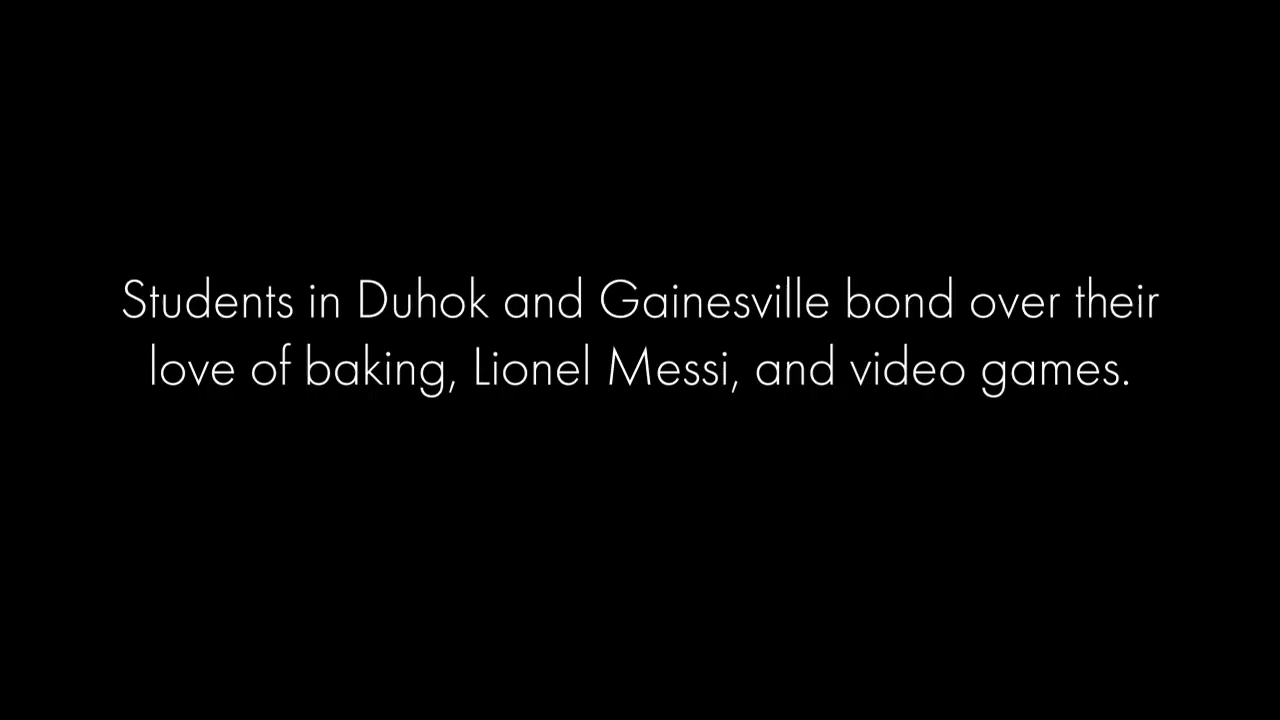 Students in Duhok and Gainesville bond over their
love of baking, Lionel Messi, and video games.